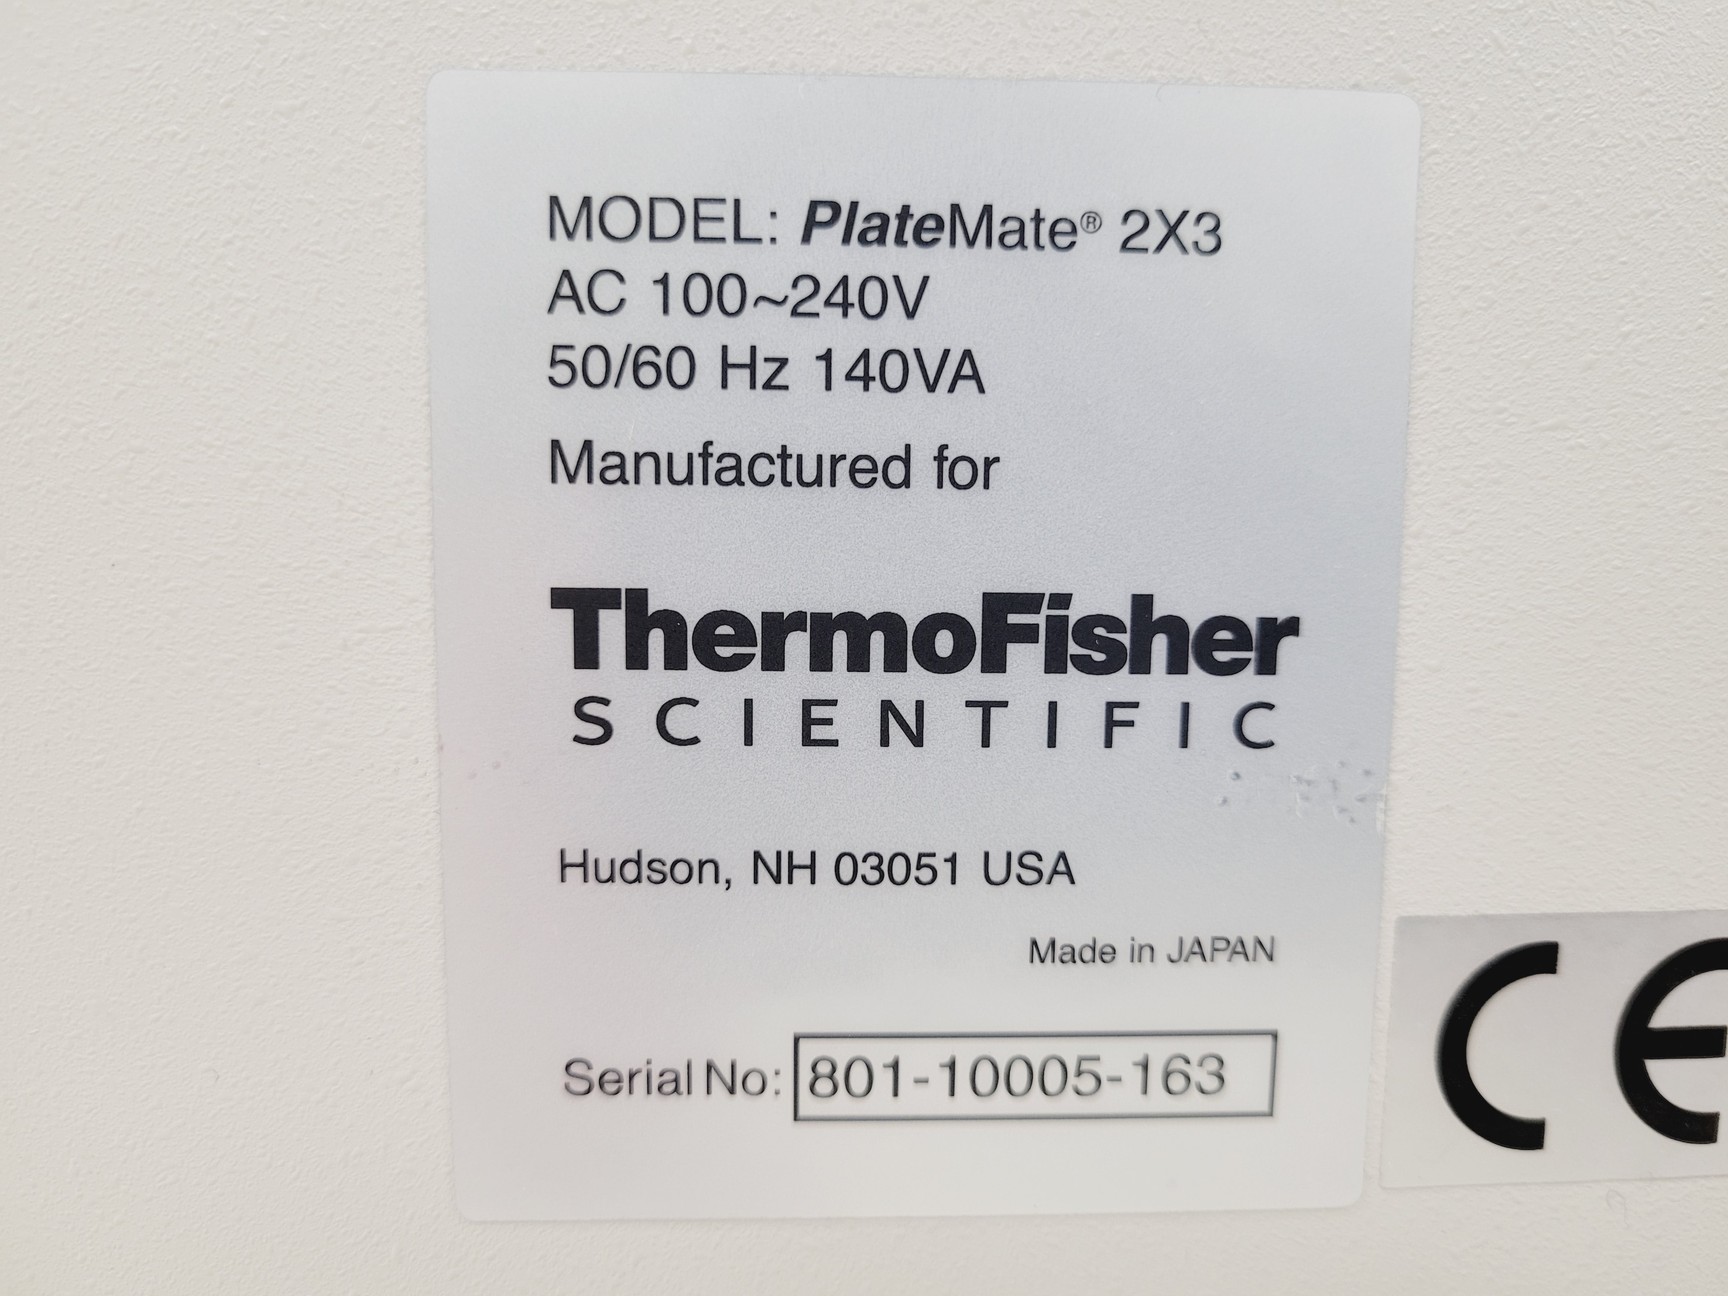 MODEL: PlateMate® 2X3
AC 100~240V
50/60 Hz 140VA
Manufactured for
ThermoFisher
SCIENTIFIC
Hudson, NH 03051 USA
Made in JAPAN
Serial No: 801-10005-163
CE